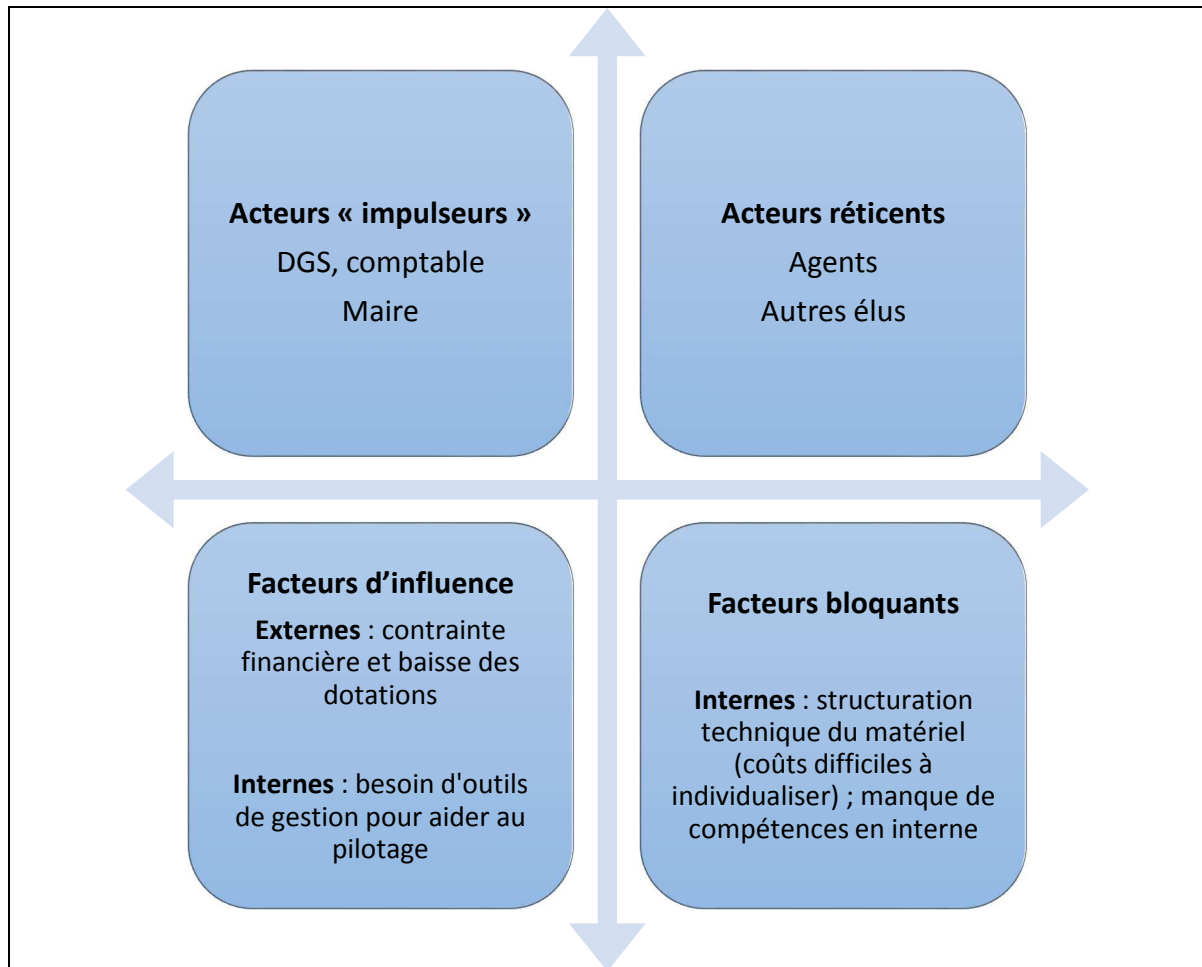 Acteurs « impulseurs »
DGS, comptable
Maire
Acteurs réticents
Agents
Autres élus
Facteurs d’influence
Externes : contrainte
financière et baisse des
dotations
Internes : besoin d'outils
de gestion pour aider au
pilotage
Facteurs bloquants
Internes : structuration
technique du matériel
(coûts difficiles à
individualiser) ; manque de
compétences en interne